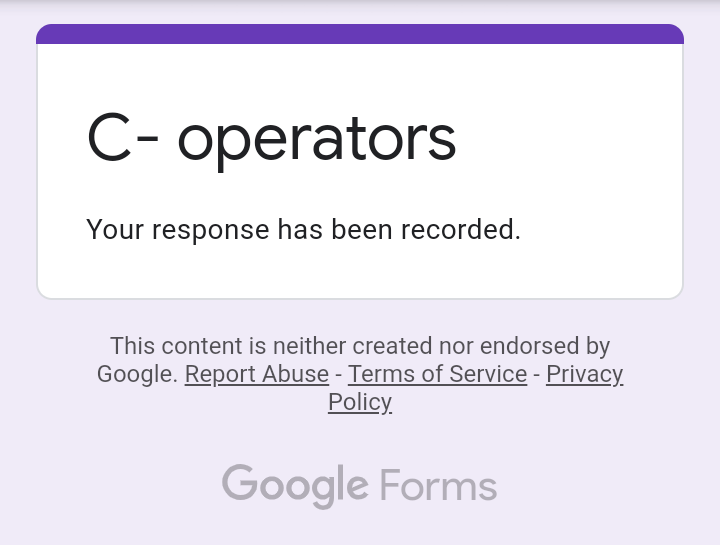 C- operators
Your response has been recorded.
This content is neither created nor endorsed by
Google. Report Abuse - Terms of Service - Privacy
Policy
Google Forms